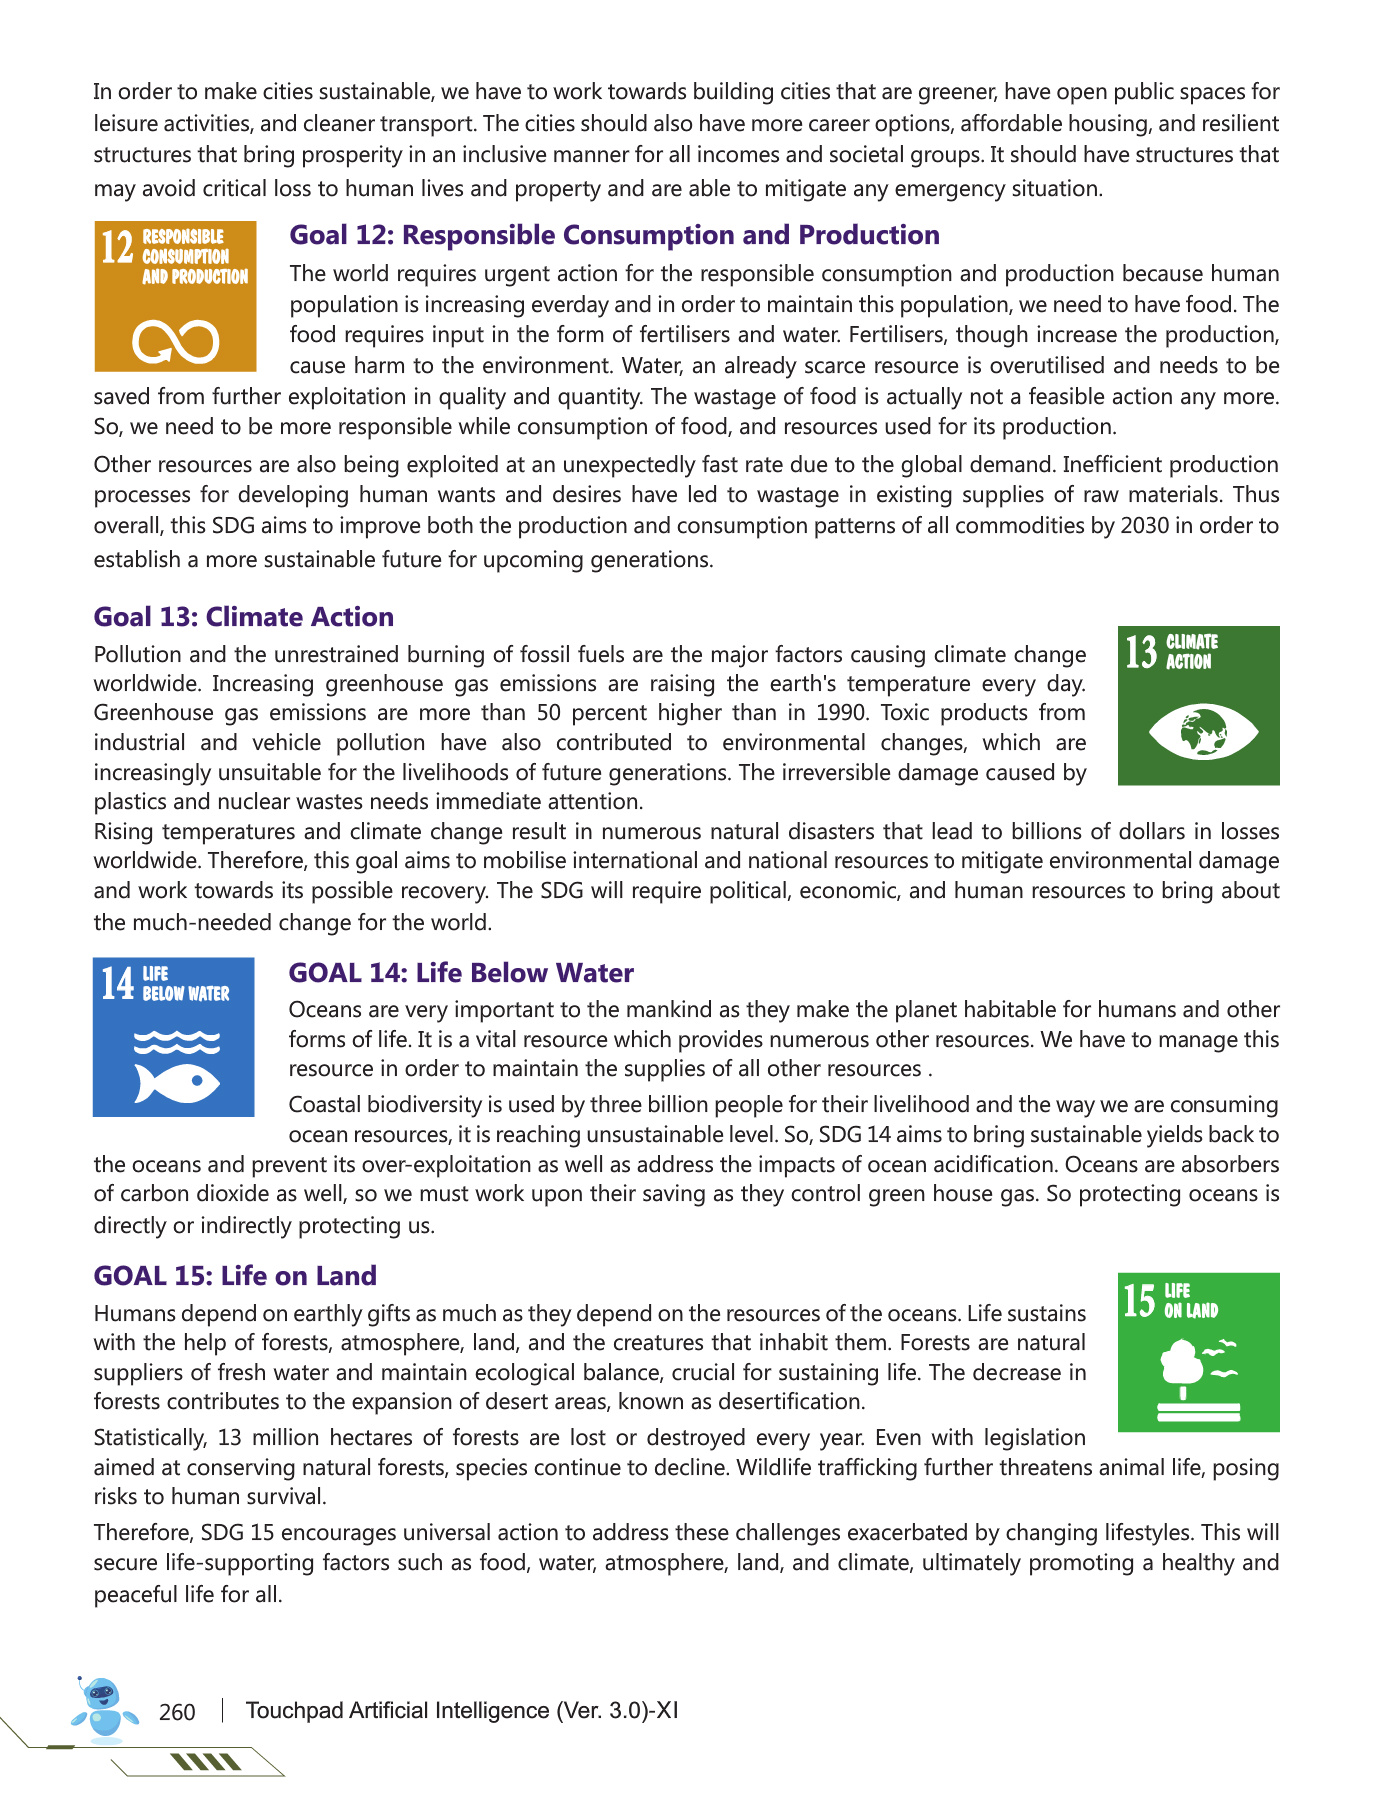 In order to make cities sustainable, we have to work towards building cities that are greener, have open public spaces for
leisure activities, and cleaner transport. The cities should also have more career options, affordable housing, and resilient
structures that bring prosperity in an inclusive manner for all incomes and societal groups. It should have structures that
may avoid critical loss to human lives and property and are able to mitigate any emergency situation.
12 RESPONSIBLE
CONSUMPTION
AND PRODUCTION
Goal 12: Responsible Consumption and Production
The world requires urgent action for the responsible consumption and production because human
population is increasing everday and in order to maintain this population, we need to have food. The
food requires input in the form of fertilisers and water. Fertilisers, though increase the production,
cause harm to the environment. Water, an already scarce resource is overutilised and needs to be
saved from further exploitation in quality and quantity. The wastage of food is actually not a feasible action any more.
So, we need to be more responsible while consumption of food, and resources used for its production.
Other resources are also being exploited at an unexpectedly fast rate due to the global demand. Inefficient production
processes for developing human wants and desires have led to wastage in existing supplies of raw materials. Thus
overall, this SDG aims to improve both the production and consumption patterns of all commodities by 2030 in order to
establish a more sustainable future for upcoming generations.
Goal 13: Climate Action
13 CLIMATE
ACTION
Pollution and the unrestrained burning of fossil fuels are the major factors causing climate change
worldwide. Increasing greenhouse gas emissions are raising the earth's temperature every day.
Greenhouse gas emissions are more than 50 percent higher than in 1990. Toxic products from
industrial and vehicle pollution have also contributed to environmental changes, which are
increasingly unsuitable for the livelihoods of future generations. The irreversible damage caused by
plastics and nuclear wastes needs immediate attention.
Rising temperatures and climate change result in numerous natural disasters that lead to billions of dollars in losses
worldwide. Therefore, this goal aims to mobilise international and national resources to mitigate environmental damage
and work towards its possible recovery. The SDG will require political, economic, and human resources to bring about
the much-needed change for the world.
14 LIFE
BELOW WATER
GOAL 14: Life Below Water
Oceans are very important to the mankind as they make the planet habitable for humans and other
forms of life. It is a vital resource which provides numerous other resources. We have to manage this
resource in order to maintain the supplies of all other resources .
Coastal biodiversity is used by three billion people for their livelihood and the way we are consuming
ocean resources, it is reaching unsustainable level. So, SDG 14 aims to bring sustainable yields back to
the oceans and prevent its over-exploitation as well as address the impacts of ocean acidification. Oceans are absorbers
of carbon dioxide as well, so we must work upon their saving as they control green house gas. So protecting oceans is
directly or indirectly protecting us.
GOAL 15: Life on Land
15 LIFE
ON LAND
Humans depend on earthly gifts as much as they depend on the resources of the oceans. Life sustains
with the help of forests, atmosphere, land, and the creatures that inhabit them. Forests are natural
suppliers of fresh water and maintain ecological balance, crucial for sustaining life. The decrease in
forests contributes to the expansion of desert areas, known as desertification.
Statistically, 13 million hectares of forests are lost or destroyed every year. Even with legislation
aimed at conserving natural forests, species continue to decline. Wildlife trafficking further threatens animal life, posing
risks to human survival.
Therefore, SDG 15 encourages universal action to address these challenges exacerbated by changing lifestyles. This will
secure life-supporting factors such as food, water, atmosphere, land, and climate, ultimately promoting a healthy and
peaceful life for all.
260 Touchpad Artificial Intelligence (Ver. 3.0)-XI